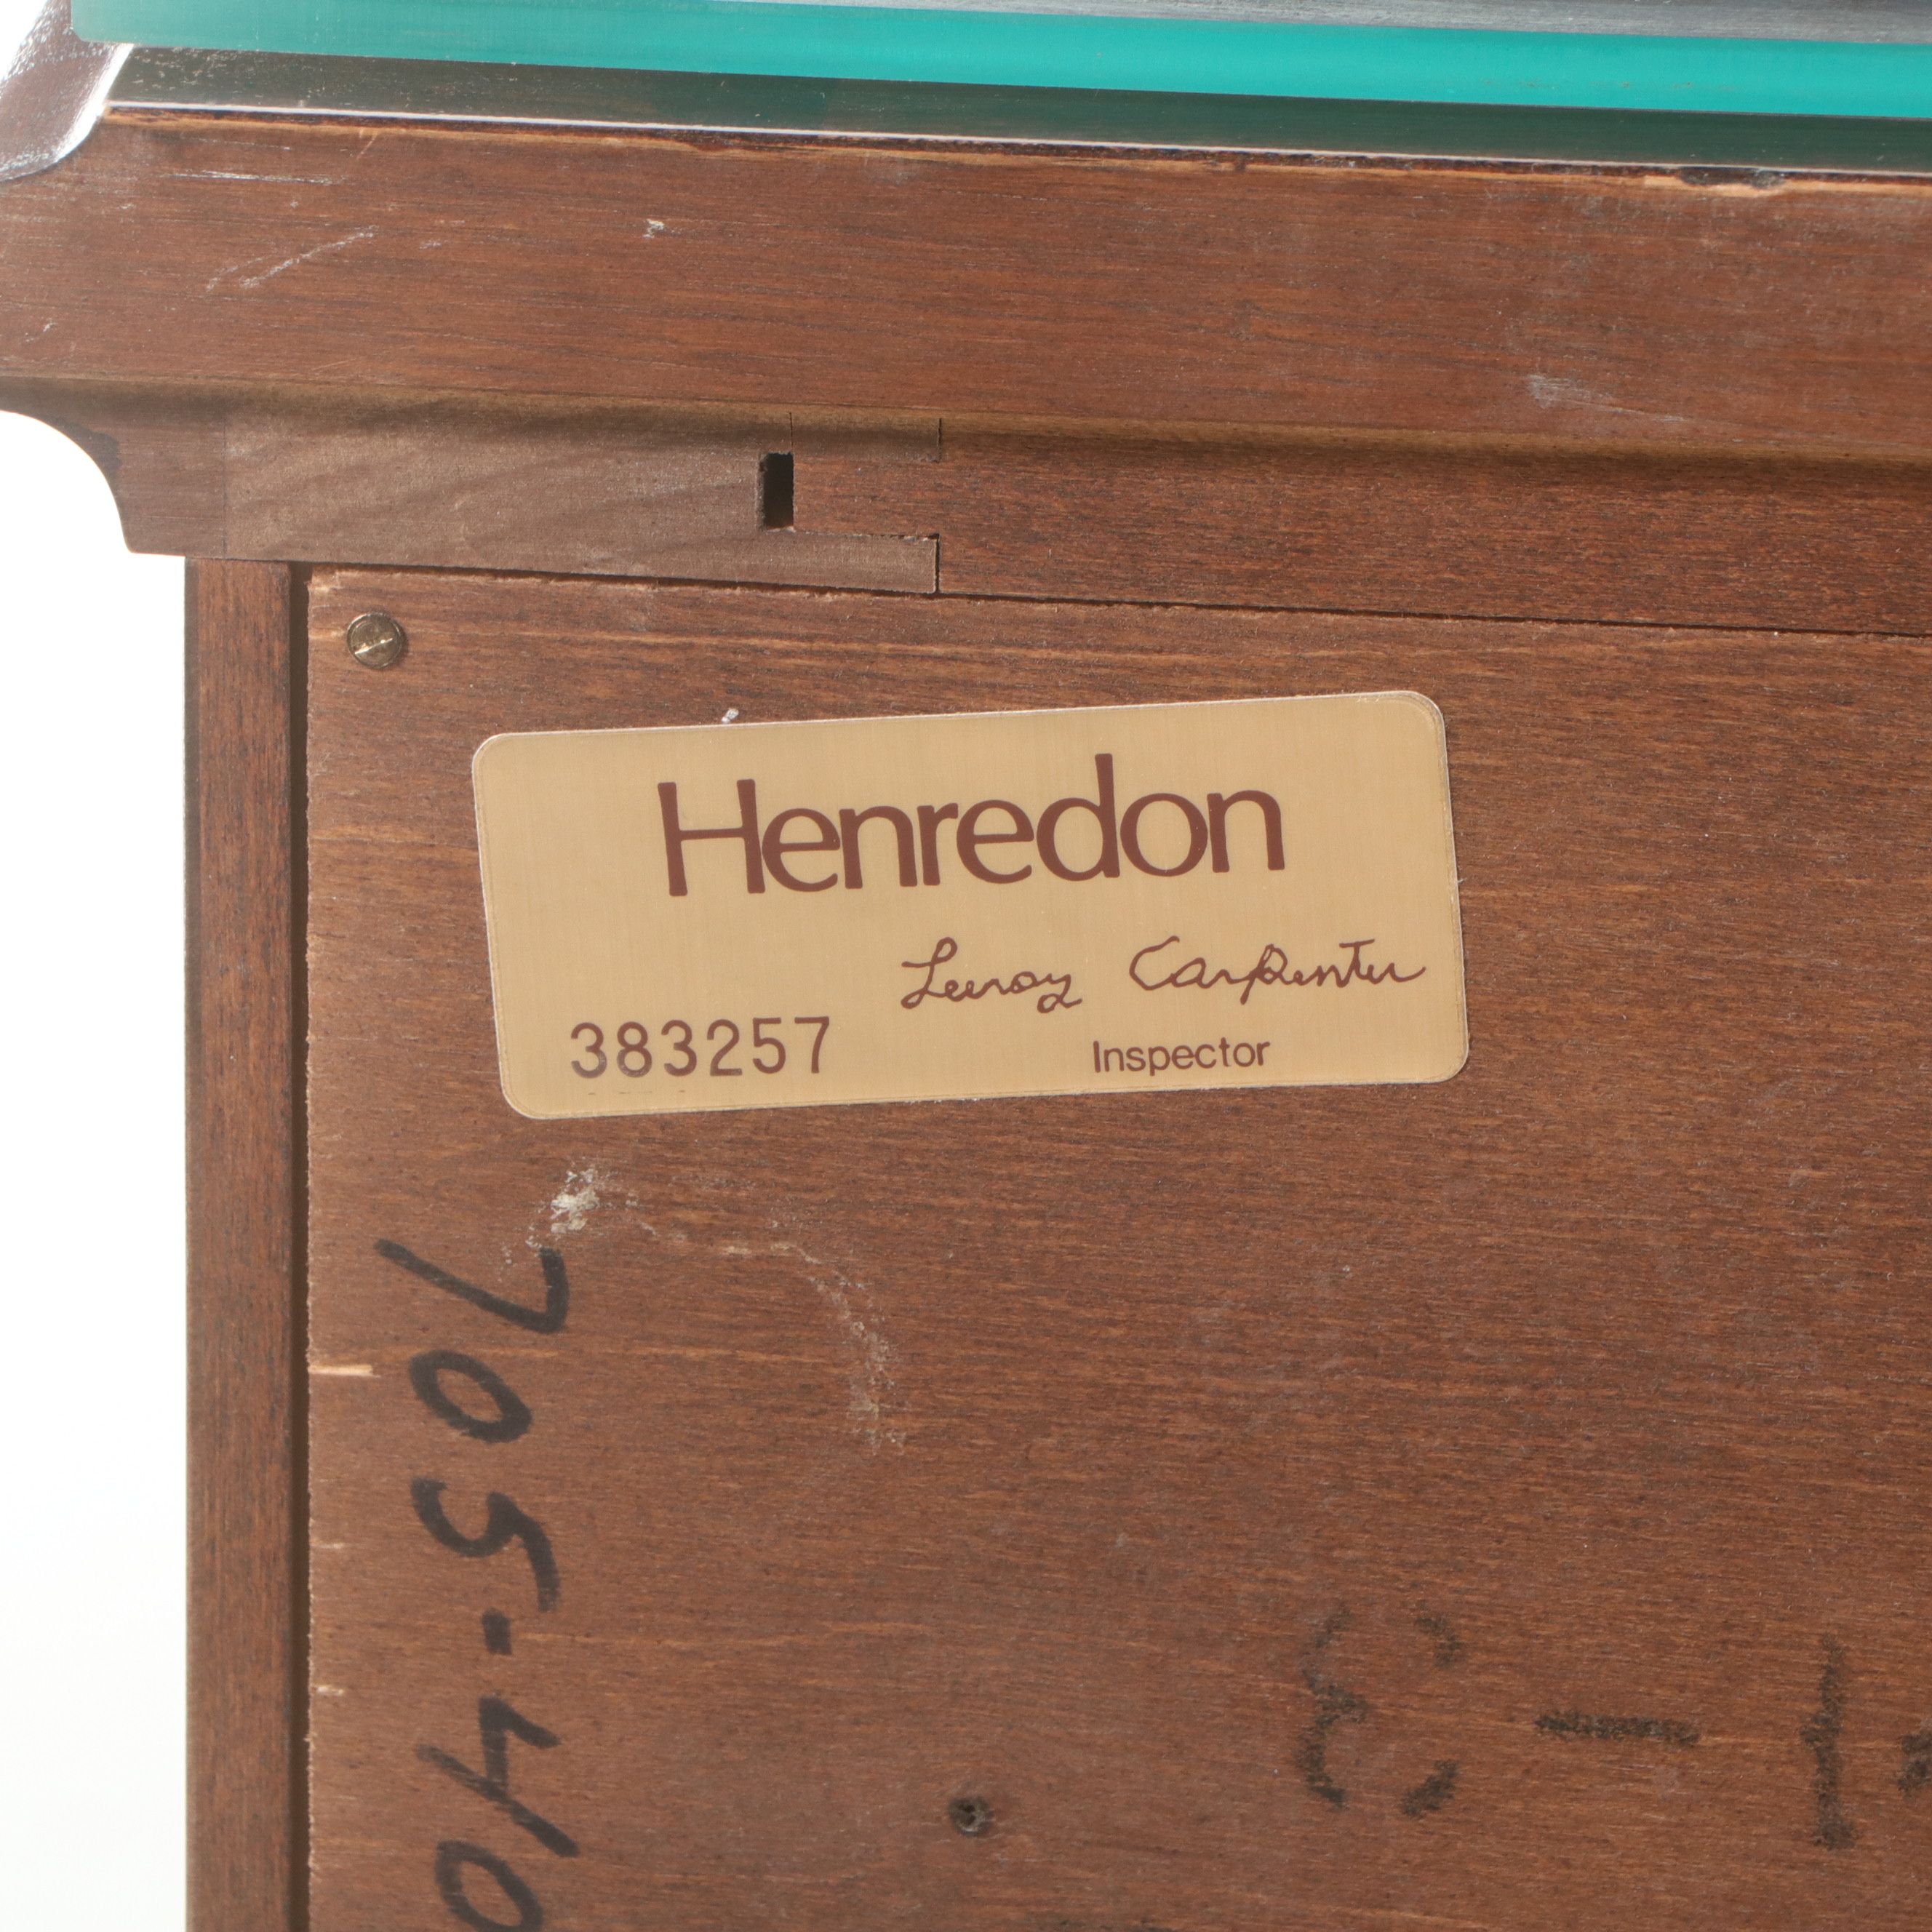 Henredon
Leeroy Carpenter
383257 Inspector
705-40